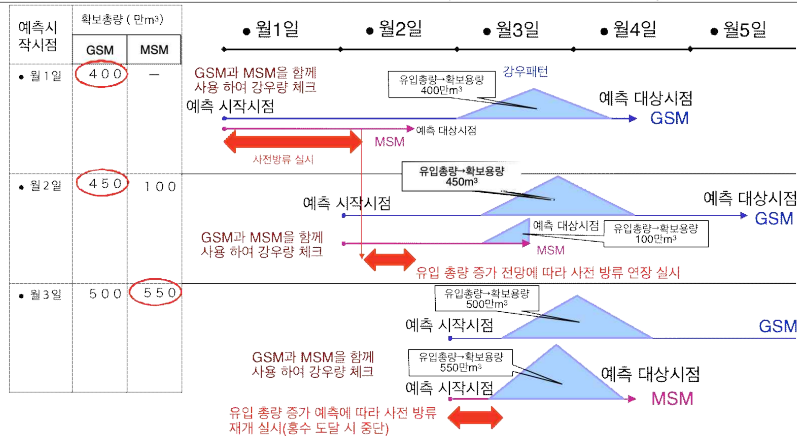 예측시
작시점
확보총량 ( 만m³)
GSM
MSM
● 월1일
● 월2일
● 월3일
● 월4일
● 월5일
● 월1일
400
―
GSM과 MSM을 함께
사용 하여 강우량 체크
예측 시작시점
유입총량→확보용량
400만m³
강우패턴
예측 대상시점
GSM
MSM
예측 대상시점
사전방류 실시
● 월2일
450
100
예측 시작시점
유입총량→확보용량
450m³
예측 대상시점
GSM
GSM과 MSM을 함께
사용 하여 강우량 체크
예측 대상시점
MSM
유입총량→확보용량
100만m³
유입 총량 증가 전망에 따라 사전 방류 연장 실시
● 월3일
500
550
유입총량→확보용량
500만m³
예측 시작시점
GSM
GSM과 MSM을 함께
사용 하여 강우량 체크
유입총량→확보용량
550만m³
예측 시작시점
예측 대상시점
MSM
유입 총량 증가 예측에 따라 사전 방류
재개 실시(홍수 도달 시 중단)